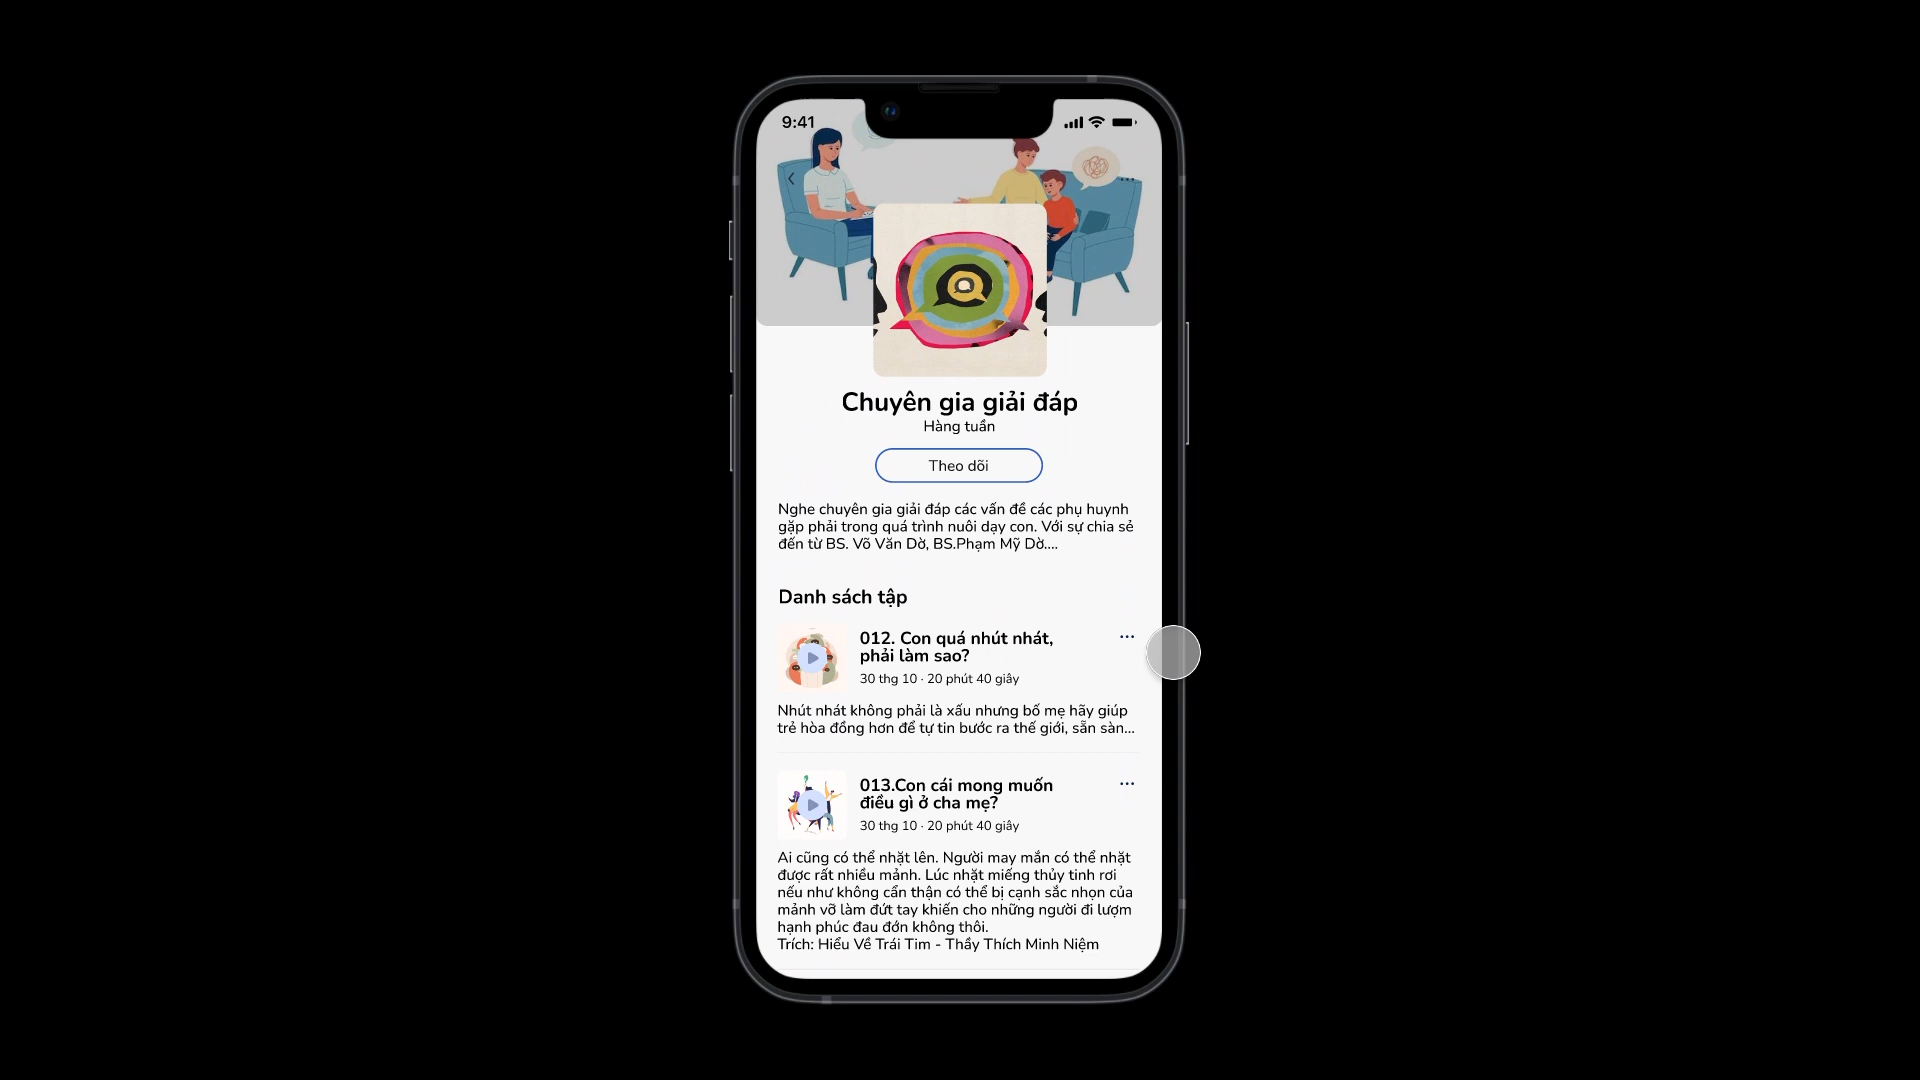 9:41
Chuyên gia giải đáp
Hàng tuần
Theo dõi
Nghe chuyên gia giải đáp các vấn đề các phụ huynh
gặp phải trong quá trình nuôi dạy con. Với sự chia sẻ
đến từ BS. Võ Văn Dờ, BS.Phạm Mỹ Dờ....
Danh sách tập
012. Con quá nhút nhát,
phải làm sao?
30 thg 10 · 20 phút 40 giây
Nhút nhát không phải là xấu nhưng bố mẹ hãy giúp
trẻ hòa đồng hơn để tự tin bước ra thế giới, sẵn sàn...
013.Con cái mong muốn
điều gì ở cha mẹ?
30 thg 10 · 20 phút 40 giây
Ai cũng có thể nhặt lên. Người may mắn có thể nhặt
được rất nhiều mảnh. Lúc nhặt miếng thủy tinh rơi
nếu như không cẩn thận có thể bị cạnh sắc nhọn của
mảnh vỡ làm đứt tay khiến cho những người đi lượm
hạnh phúc đau đớn không thôi.
Trích: Hiểu Về Trái Tim - Thầy Thích Minh Niệm